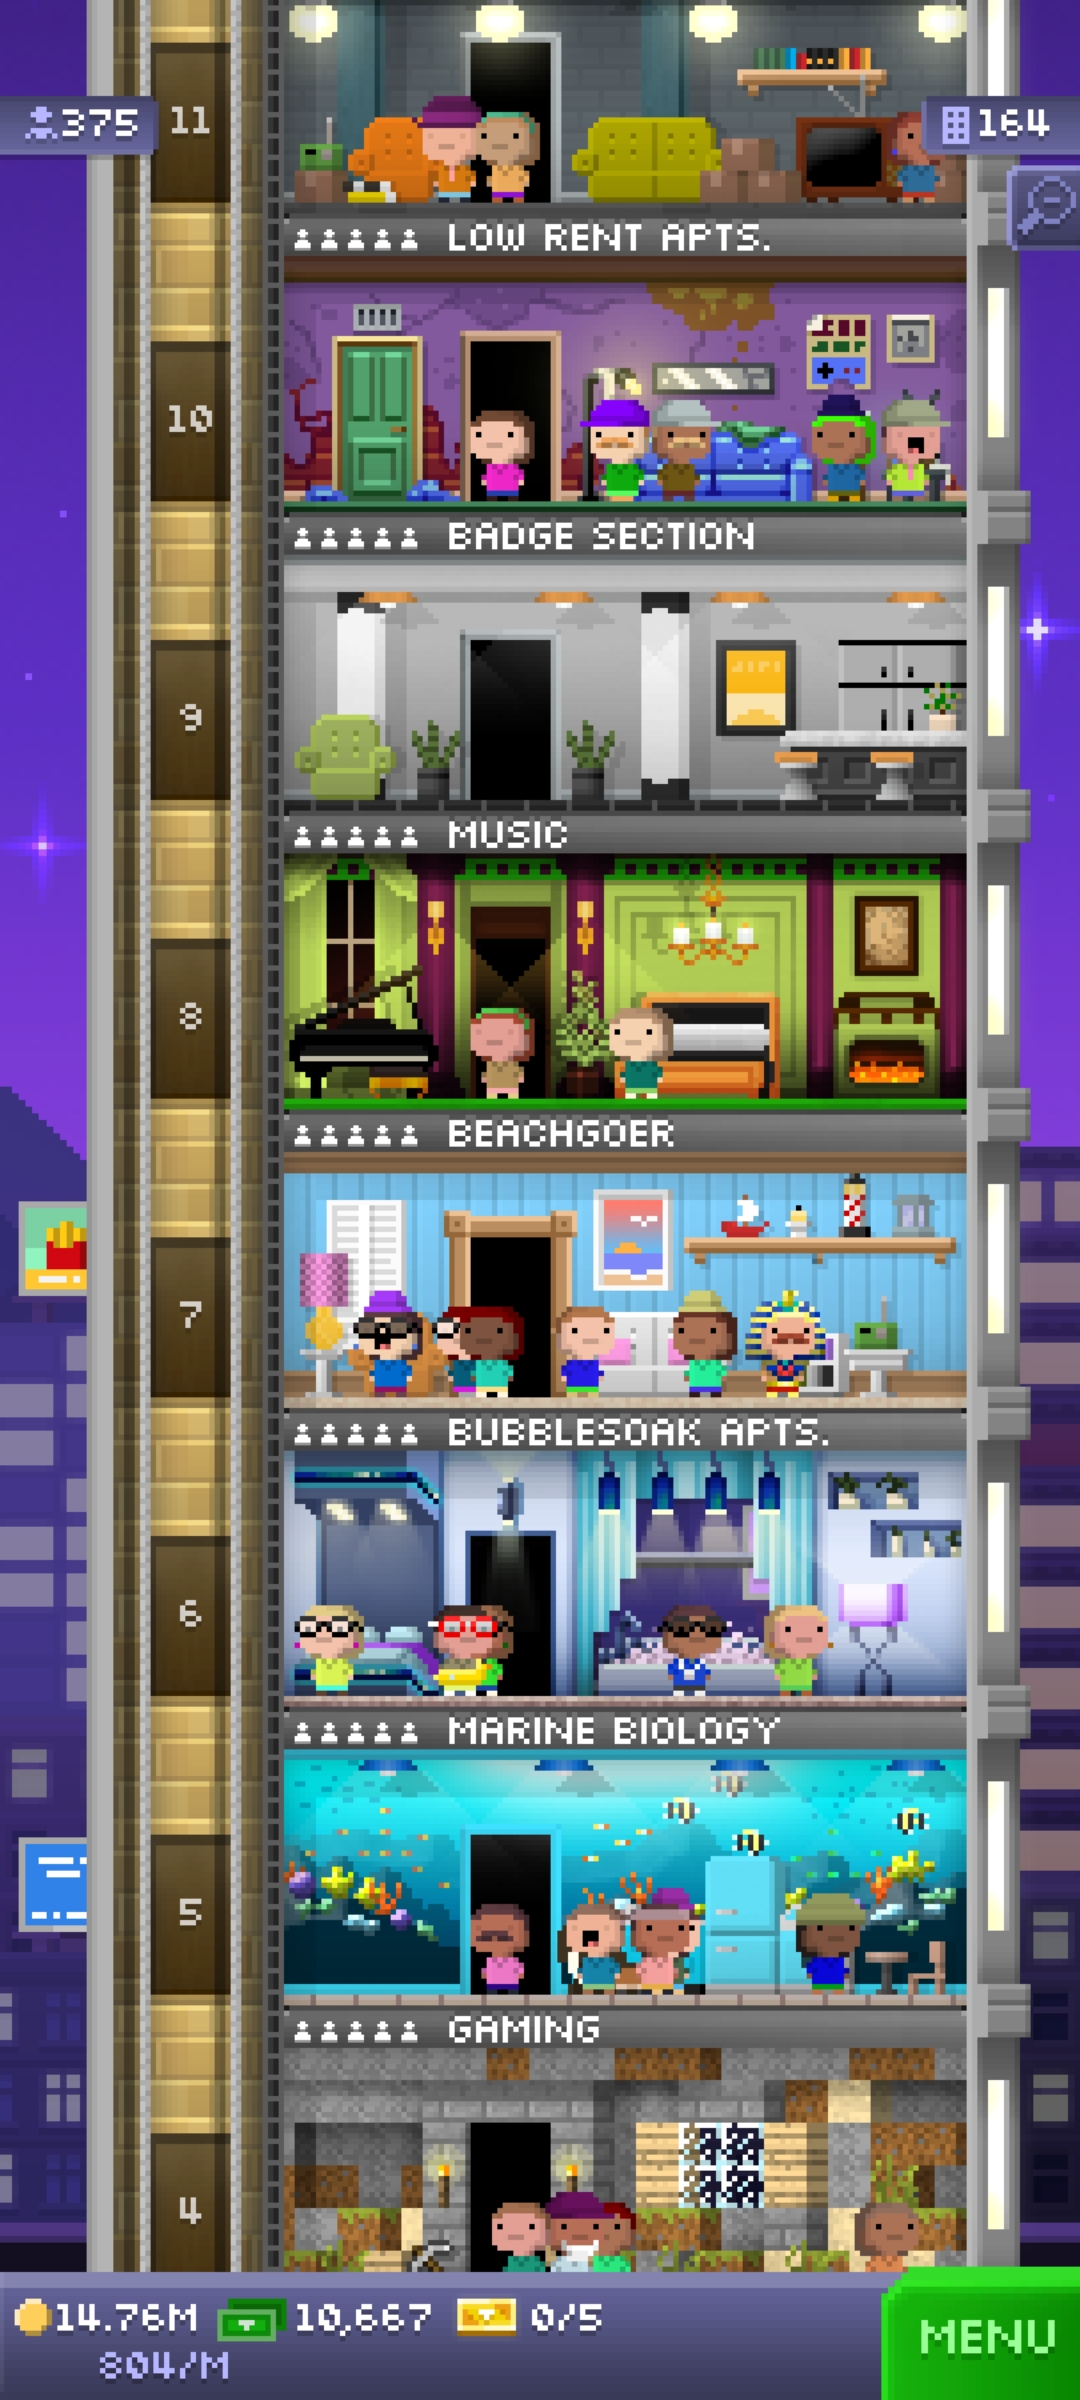 375
11
164
LOW RENT APTS.
10
BADGE SECTION
9
MUSIC
8
BEACHGOER
7
BUBBLESOAK APTS.
6
MARINE BIOLOGY
5
GAMING
4
14.76M
10,667
0/5
804/M
MENU